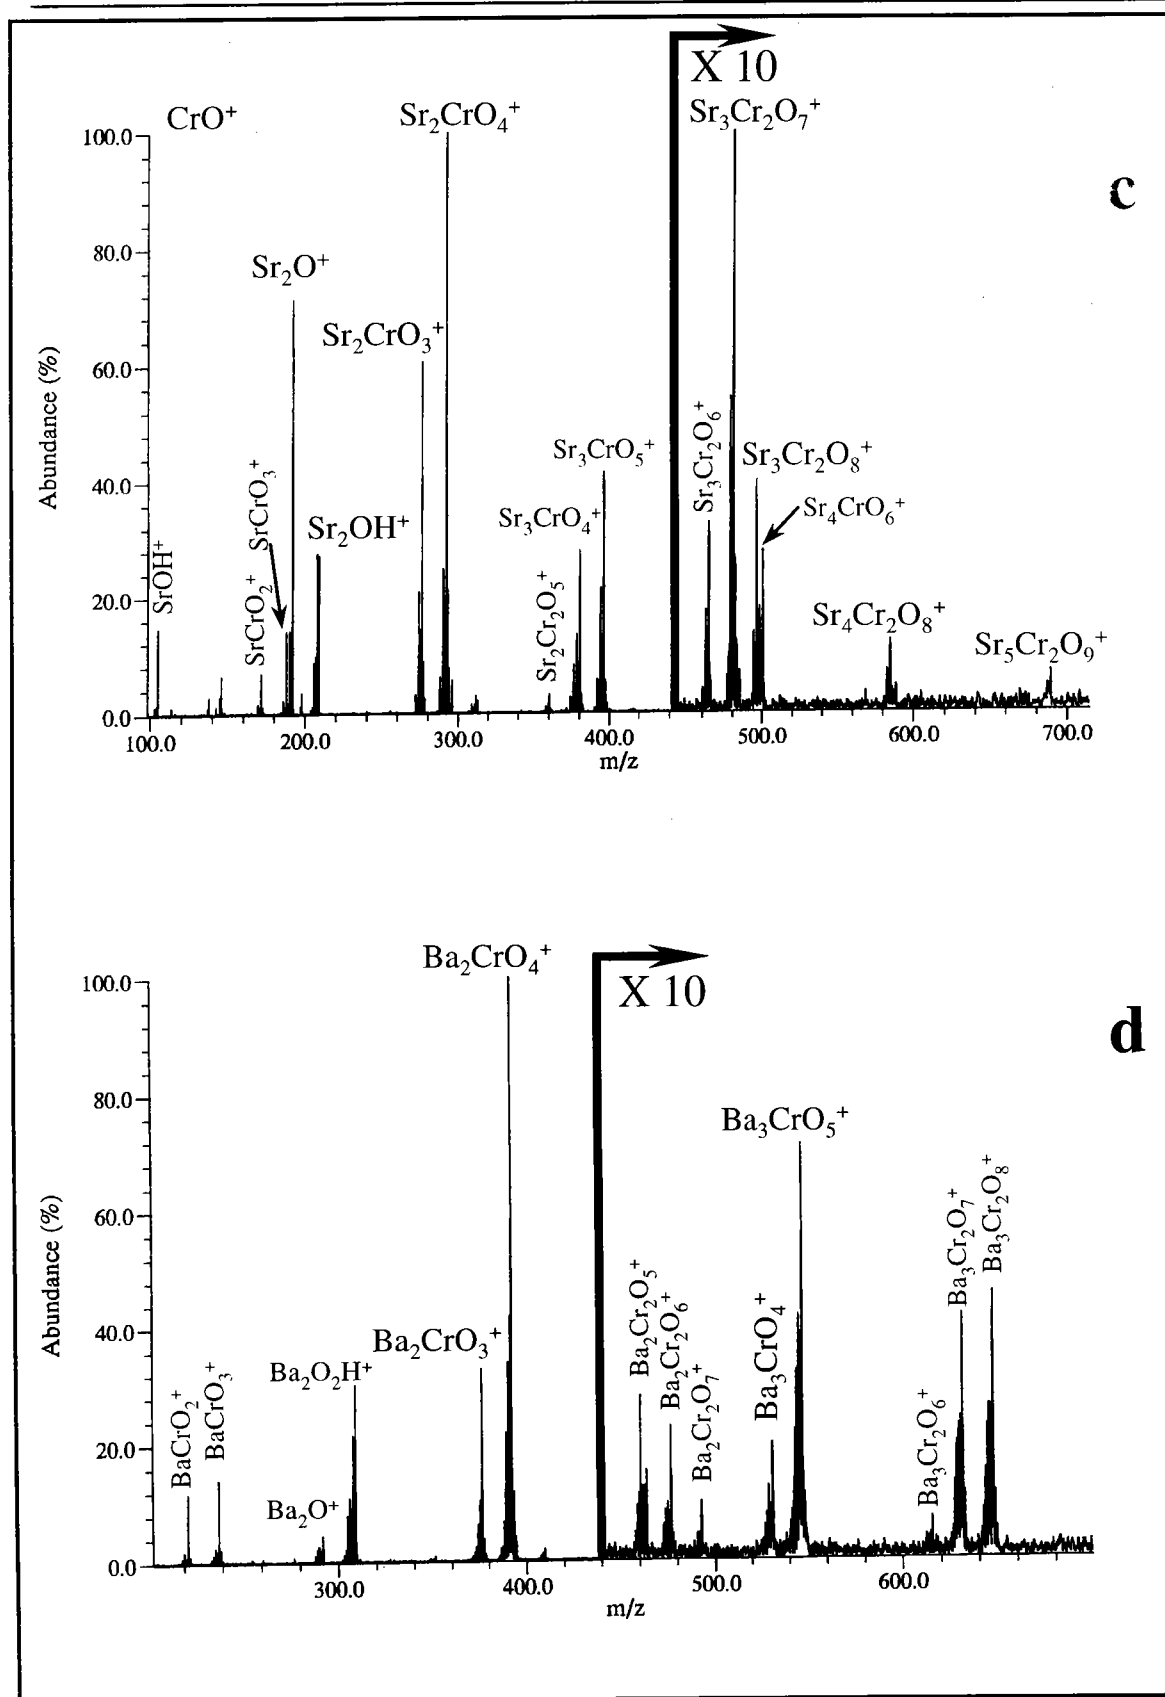 X 10
CrO⁺
Sr₂CrO₄⁺
Sr₃Cr₂O₇⁺
c
100.0
80.0
60.0
40.0
20.0
0.0
Abundance (%)
Sr₂O⁺
Sr₂CrO₃⁺
SrOH⁺
SrCrO₂⁺
SrCrO₃⁺
Sr₂OH⁺
Sr₂Cr₂O₅⁺
Sr₃CrO₄⁺
Sr₃CrO₅⁺
Sr₃Cr₂O₆⁺
Sr₃Cr₂O₈⁺
Sr₄CrO₆⁺
Sr₄Cr₂O₈⁺
Sr₅Cr₂O₉⁺
100.0 200.0 300.0 400.0 500.0 600.0 700.0
m/z
Ba₂CrO₄⁺
X 10
d
100.0
80.0
60.0
40.0
20.0
0.0
Abundance (%)
BaCrO₂⁺
BaCrO₃⁺
Ba₂O⁺
Ba₂O₂H⁺
Ba₂CrO₃⁺
Ba₂Cr₂O₅⁺
Ba₂Cr₂O₆⁺
Ba₂Cr₂O₇⁺
Ba₃CrO₄⁺
Ba₃CrO₅⁺
Ba₃Cr₂O₆⁺
Ba₃Cr₂O₇⁺
Ba₃Cr₂O₈⁺
300.0 400.0 500.0 600.0
m/z